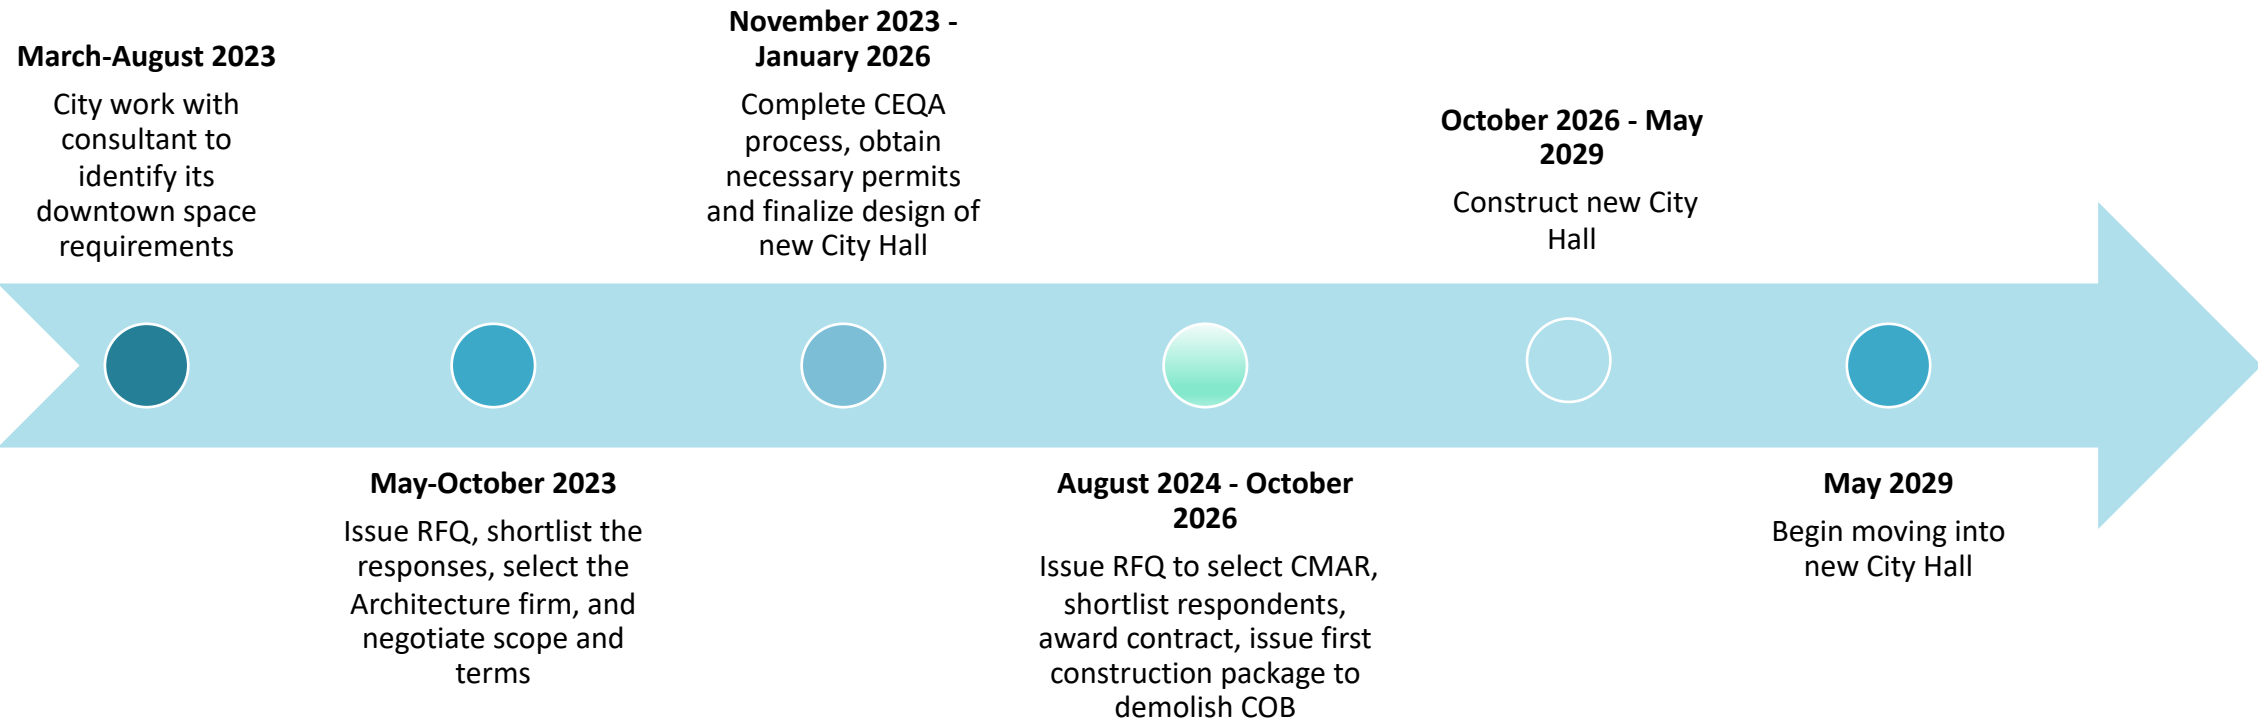 March-August 2023
City work with
consultant to
identify its
downtown space
requirements
May-October 2023
Issue RFQ, shortlist the
responses, select the
Architecture firm, and
negotiate scope and
terms
November 2023 -
January 2026
Complete CEQA
process, obtain
necessary permits
and finalize design of
new City Hall
August 2024 - October
2026
Issue RFQ to select CMAR,
shortlist respondents,
award contract, issue first
construction package to
demolish COB
October 2026 - May
2029
Construct new City
Hall
May 2029
Begin moving into
new City Hall